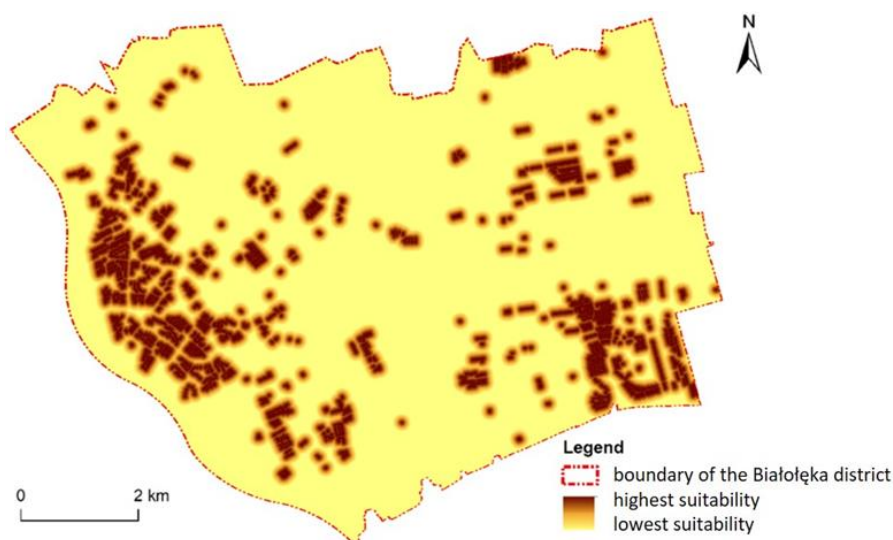 N
Legend
boundary of the Białołęka district
highest suitability
lowest suitability
0 2 km